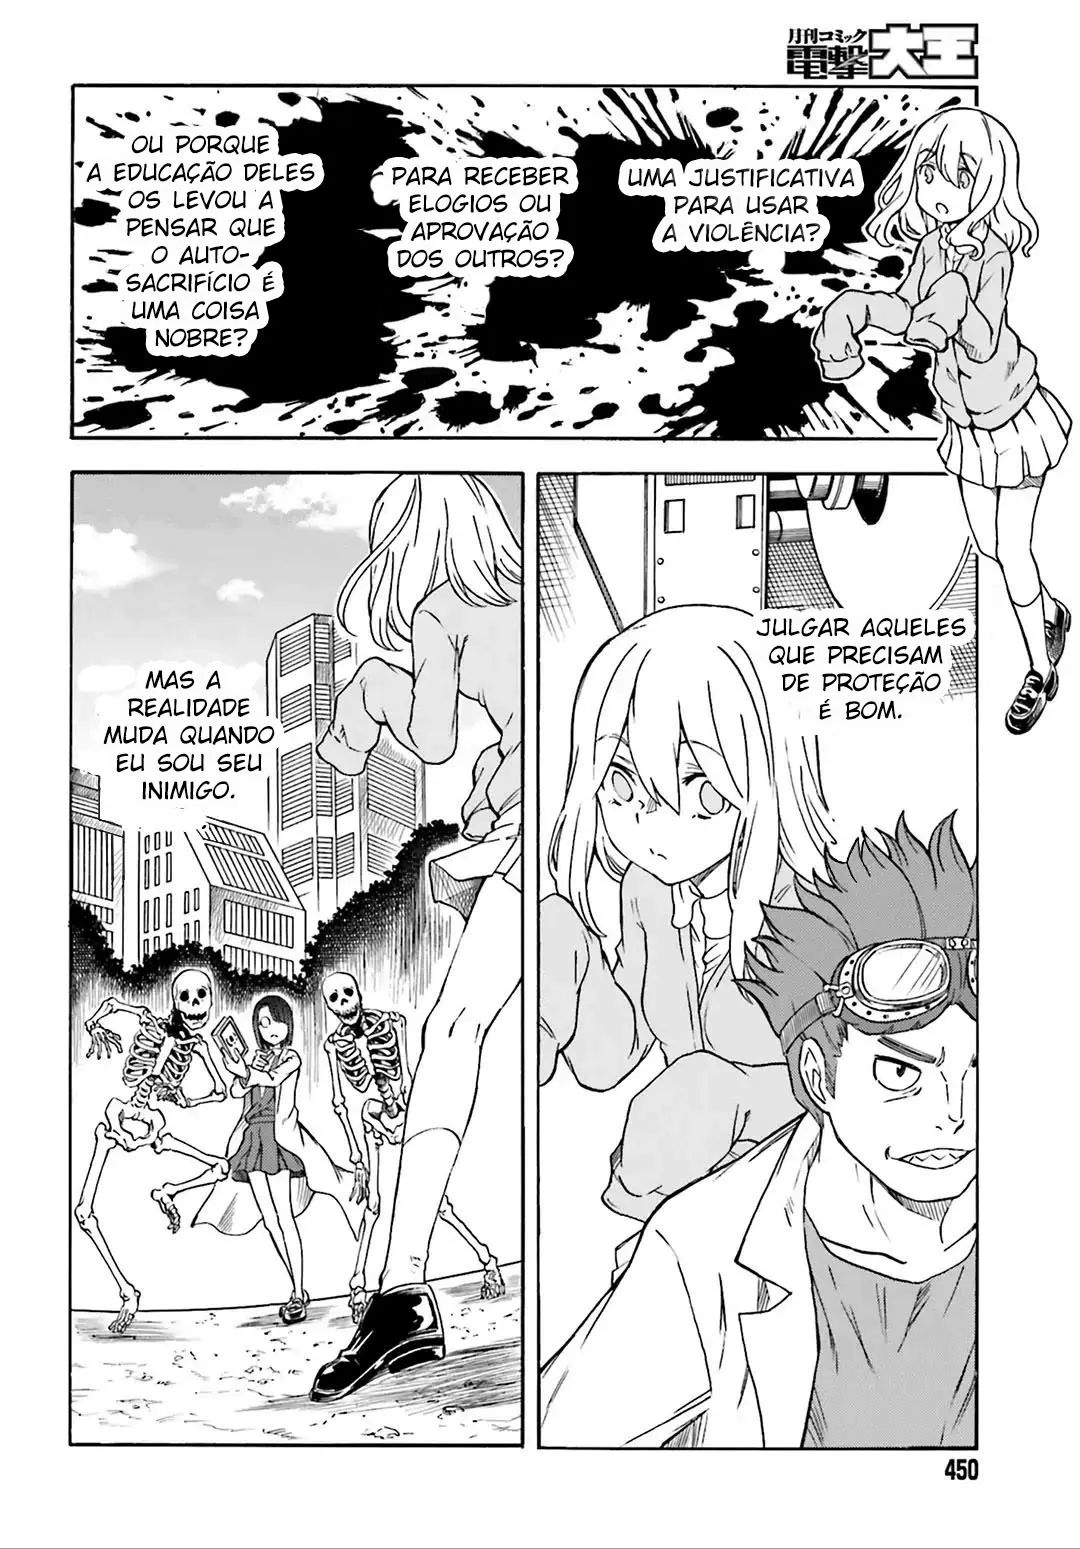 月刊コミック
電撃大王
UMA JUSTIFICATIVA
PARA USAR
A VIOLÊNCIA?
PARA RECEBER
ELOGIOS OU
APROVAÇÃO
DOS OUTROS?
OU PORQUE
A EDUCAÇÃO DELES
OS LEVOU A
PENSAR QUE
O AUTO-
SACRIFÍCIO É
UMA COISA
NOBRE?
JULGAR AQUELES
QUE PRECISAM
DE PROTEÇÃO
É BOM.
MAS A
REALIDADE
MUDA QUANDO
EU SOU SEU
INIMIGO.
450